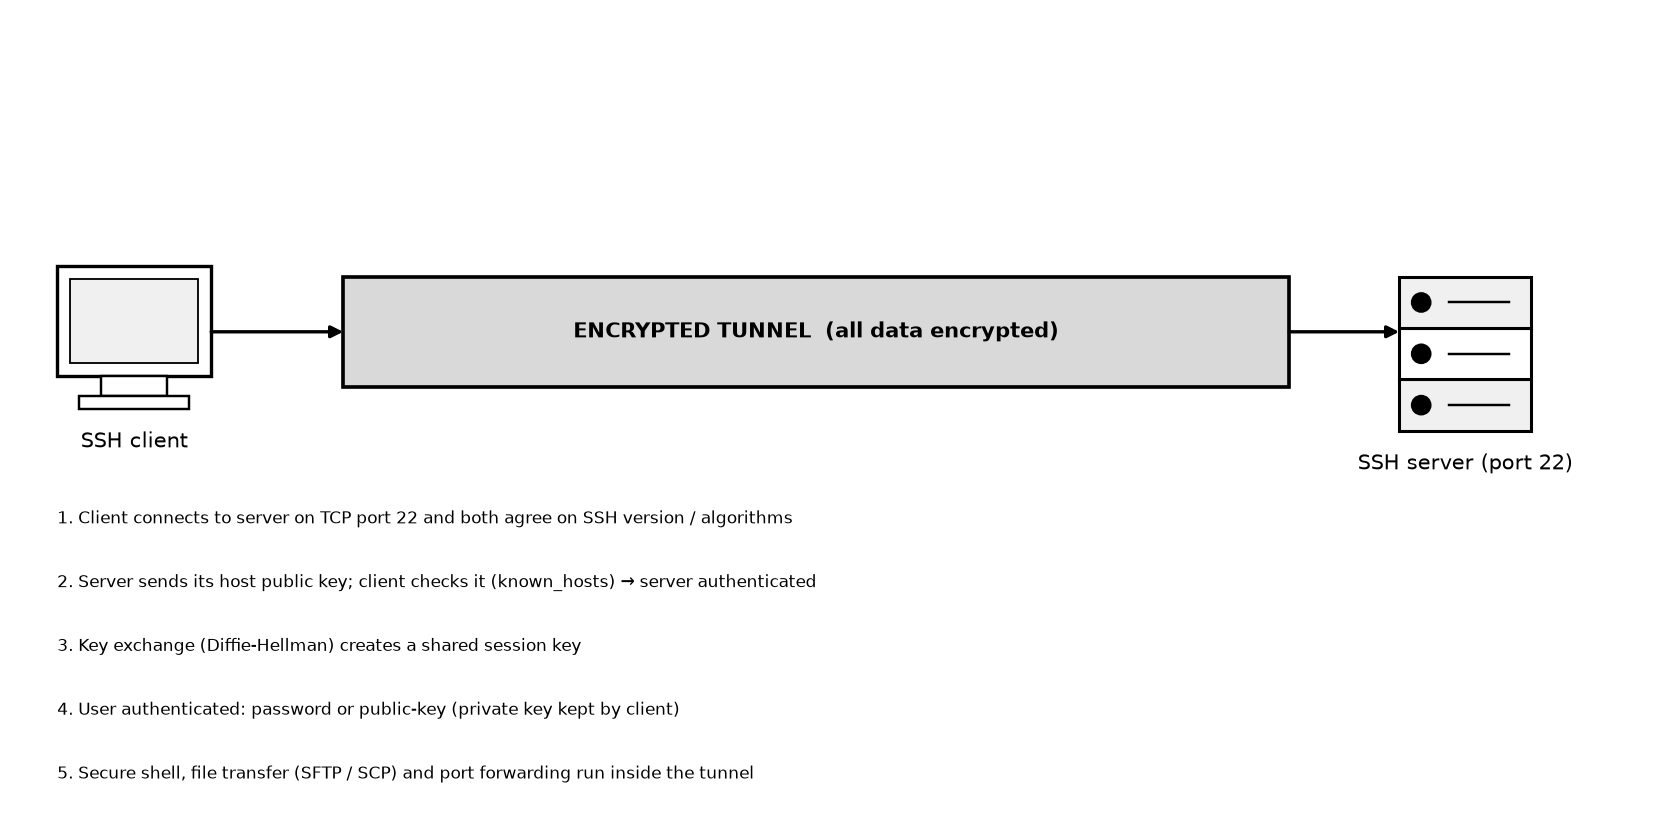 ENCRYPTED TUNNEL (all data encrypted)
SSH client
SSH server (port 22)
1. Client connects to server on TCP port 22 and both agree on SSH version / algorithms
2. Server sends its host public key; client checks it (known_hosts) → server authenticated
3. Key exchange (Diffie-Hellman) creates a shared session key
4. User authenticated: password or public-key (private key kept by client)
5. Secure shell, file transfer (SFTP / SCP) and port forwarding run inside the tunnel